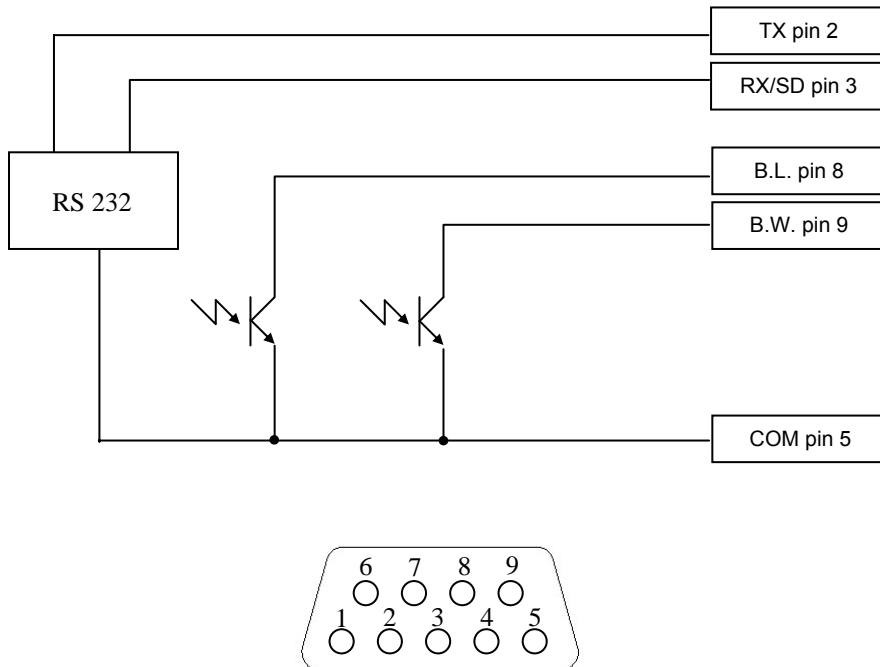 TX pin 2
RX/SD pin 3
RS 232
B.L. pin 8
B.W. pin 9
COM pin 5
6 7 8 9
1 2 3 4 5